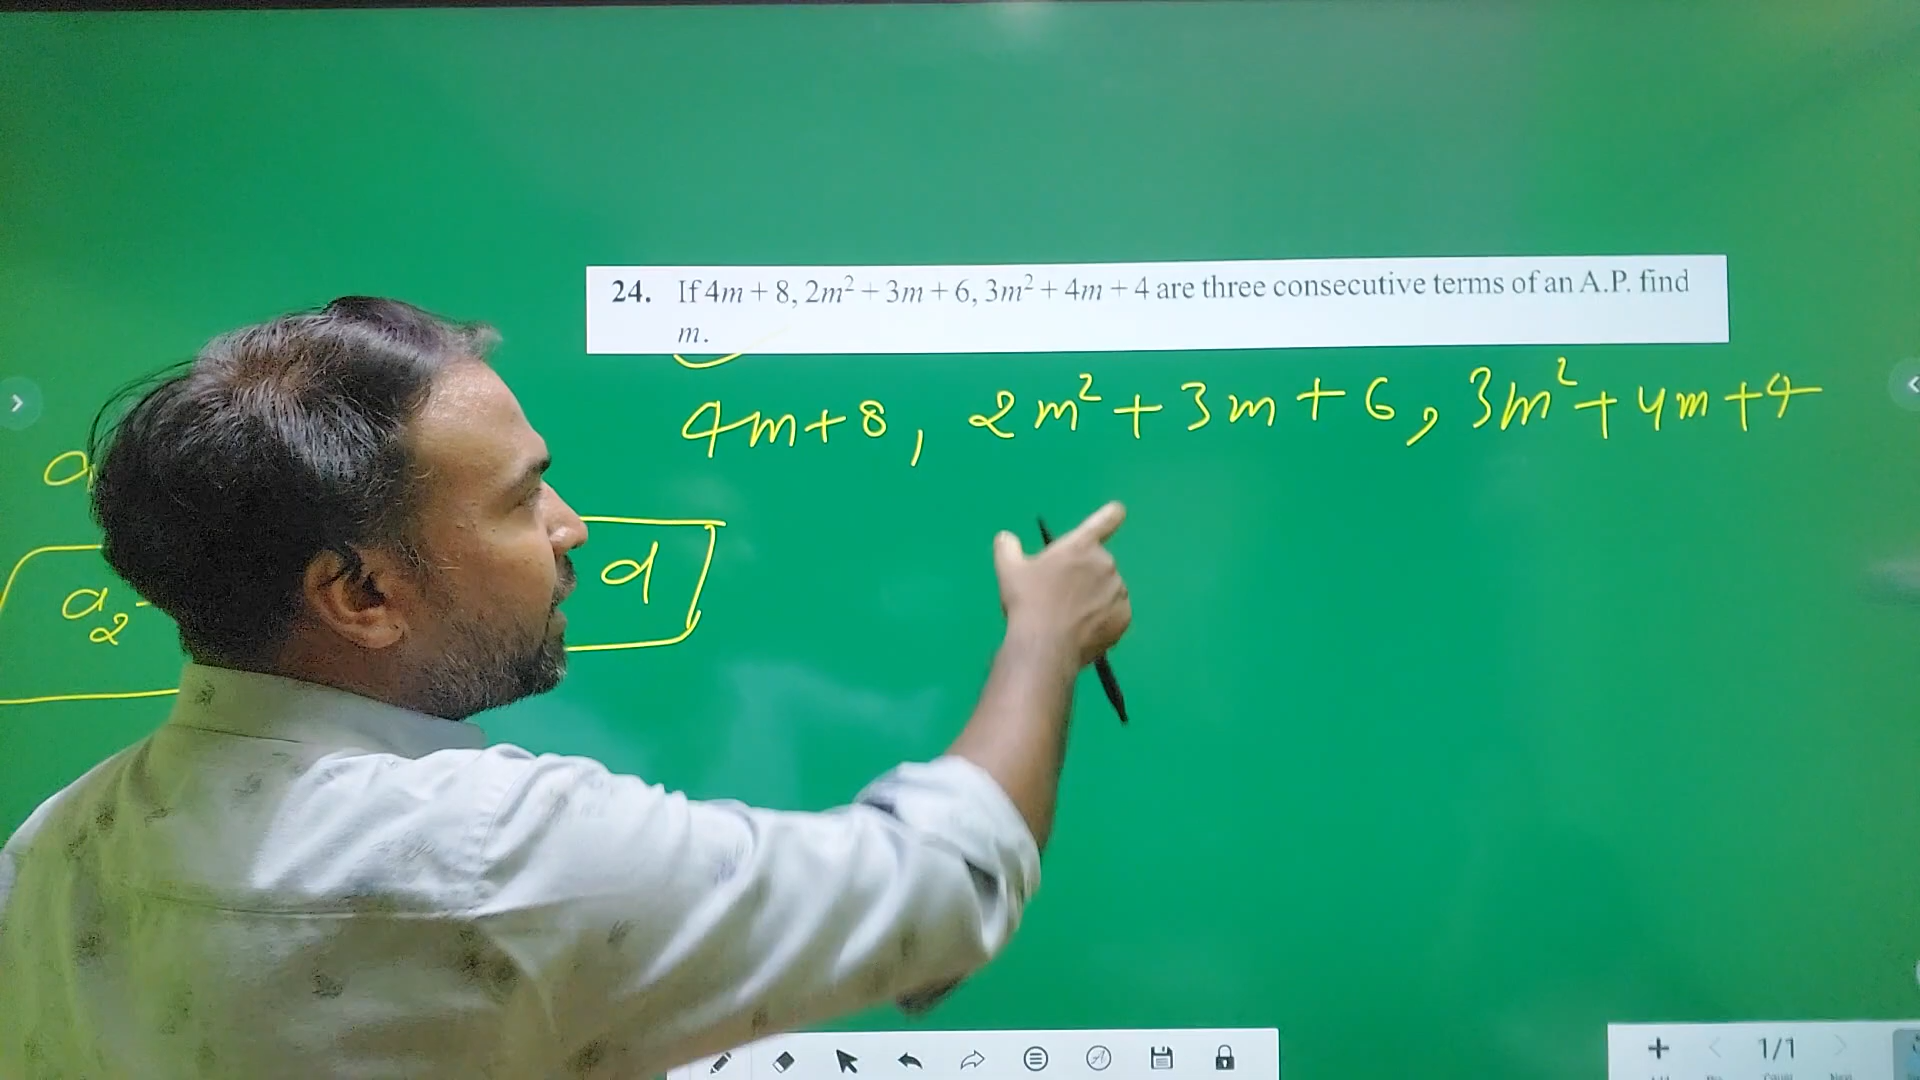 24. If 4m + 8, 2m² + 3m + 6, 3m² + 4m + 4 are three consecutive terms of an A.P. find
m.
4m+8, 2m²+3m+6, 3m²+4m+4
a
a₂- d
1/1